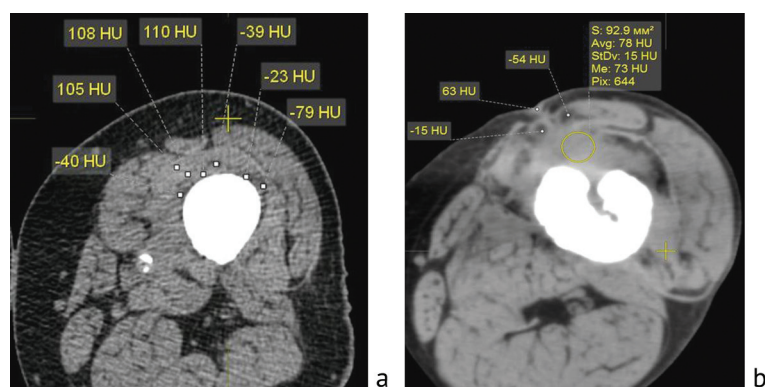 108 HU
110 HU
-39 HU
-23 HU
105 HU
-79 HU
-40 HU
a
S: 92.9 мм²
Avg: 78 HU
StDv: 15 HU
Me: 73 HU
Pix: 644
-54 HU
63 HU
-15 HU
b